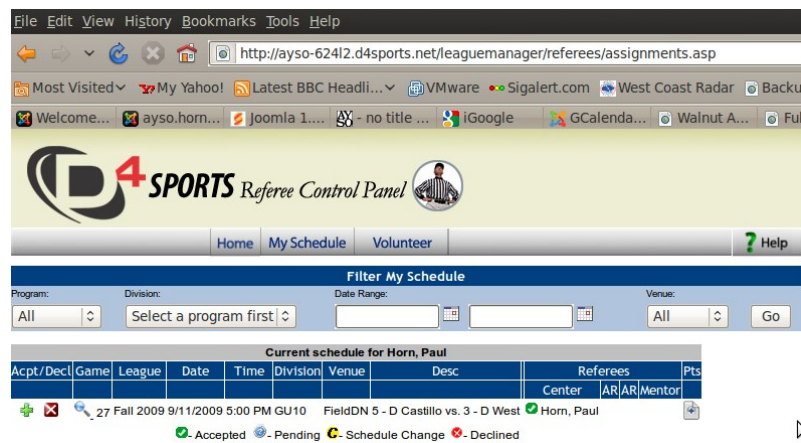 File Edit View History Bookmarks Tools Help
http://ayso-624l2.d4sports.net/leaguemanager/referees/assignments.asp
Most Visited My Yahoo! Latest BBC Headli... VMware Sigalert.com West Coast Radar Backu
Welcome... ayso.horn... Joomla 1.... - no title ... iGoogle GCalenda... Walnut A... Ful
D4 SPORTS Referee Control Panel
Home My Schedule Volunteer ? Help
Filter My Schedule
Program: Division: Date Range: Venue:
All Select a program first All Go
Current schedule for Horn, Paul
Acpt/Decl Game League Date Time Division Venue Desc Referees Pts
Center AR AR Mentor
27 Fall 2009 9/11/2009 5:00 PM GU10 FieldDN 5 - D Castillo vs. 3 - D West Horn, Paul
- Accepted - Pending C - Schedule Change - Declined